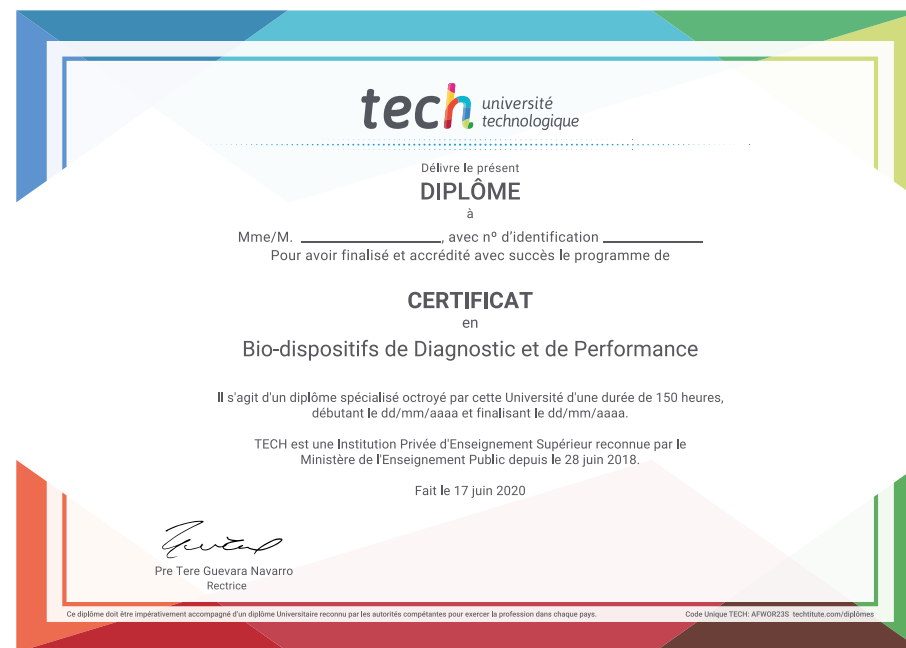 tech université
technologique
Délivre le présent
DIPLÔME
à
Mme/M. ____________________, avec nº d'identification ______________
Pour avoir finalisé et accrédité avec succès le programme de
CERTIFICAT
en
Bio-dispositifs de Diagnostic et de Performance
Il s'agit d'un diplôme spécialisé octroyé par cette Université d'une durée de 150 heures,
débutant le dd/mm/aaaa et finalisant le dd/mm/aaaa.
TECH est une Institution Privée d'Enseignement Supérieur reconnue par le
Ministère de l'Enseignement Public depuis le 28 juin 2018.
Fait le 17 juin 2020
Pre Tere Guevara Navarro
Rectrice
Ce diplôme doit être impérativement accompagné d'un diplôme Universitaire reconnu par les autorités compétantes pour exercer la profession dans chaque pays.
Code Unique TECH: AFWOR23S techtitute.com/diplômes